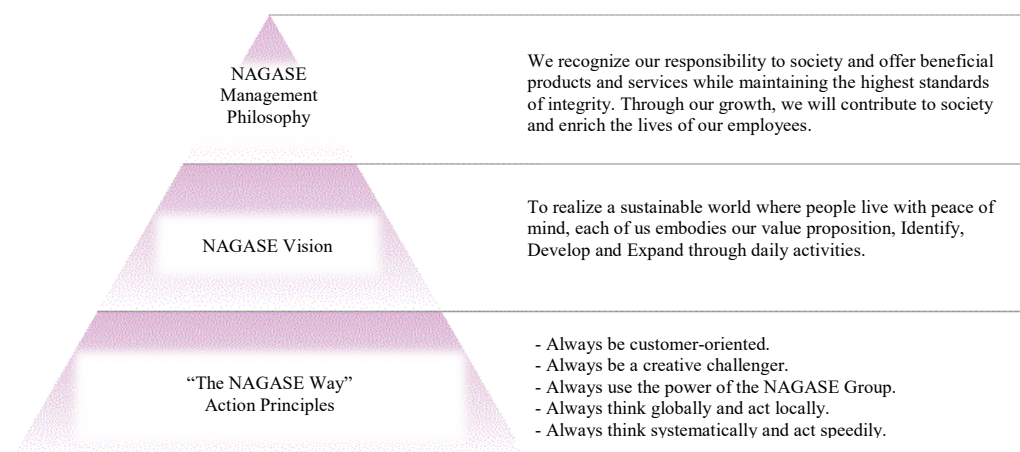 NAGASE
Management
Philosophy
We recognize our responsibility to society and offer beneficial
products and services while maintaining the highest standards
of integrity. Through our growth, we will contribute to society
and enrich the lives of our employees.
NAGASE Vision
To realize a sustainable world where people live with peace of
mind, each of us embodies our value proposition, Identify,
Develop and Expand through daily activities.
“The NAGASE Way”
Action Principles
- Always be customer-oriented.
- Always be a creative challenger.
- Always use the power of the NAGASE Group.
- Always think globally and act locally.
- Always think systematically and act speedily.